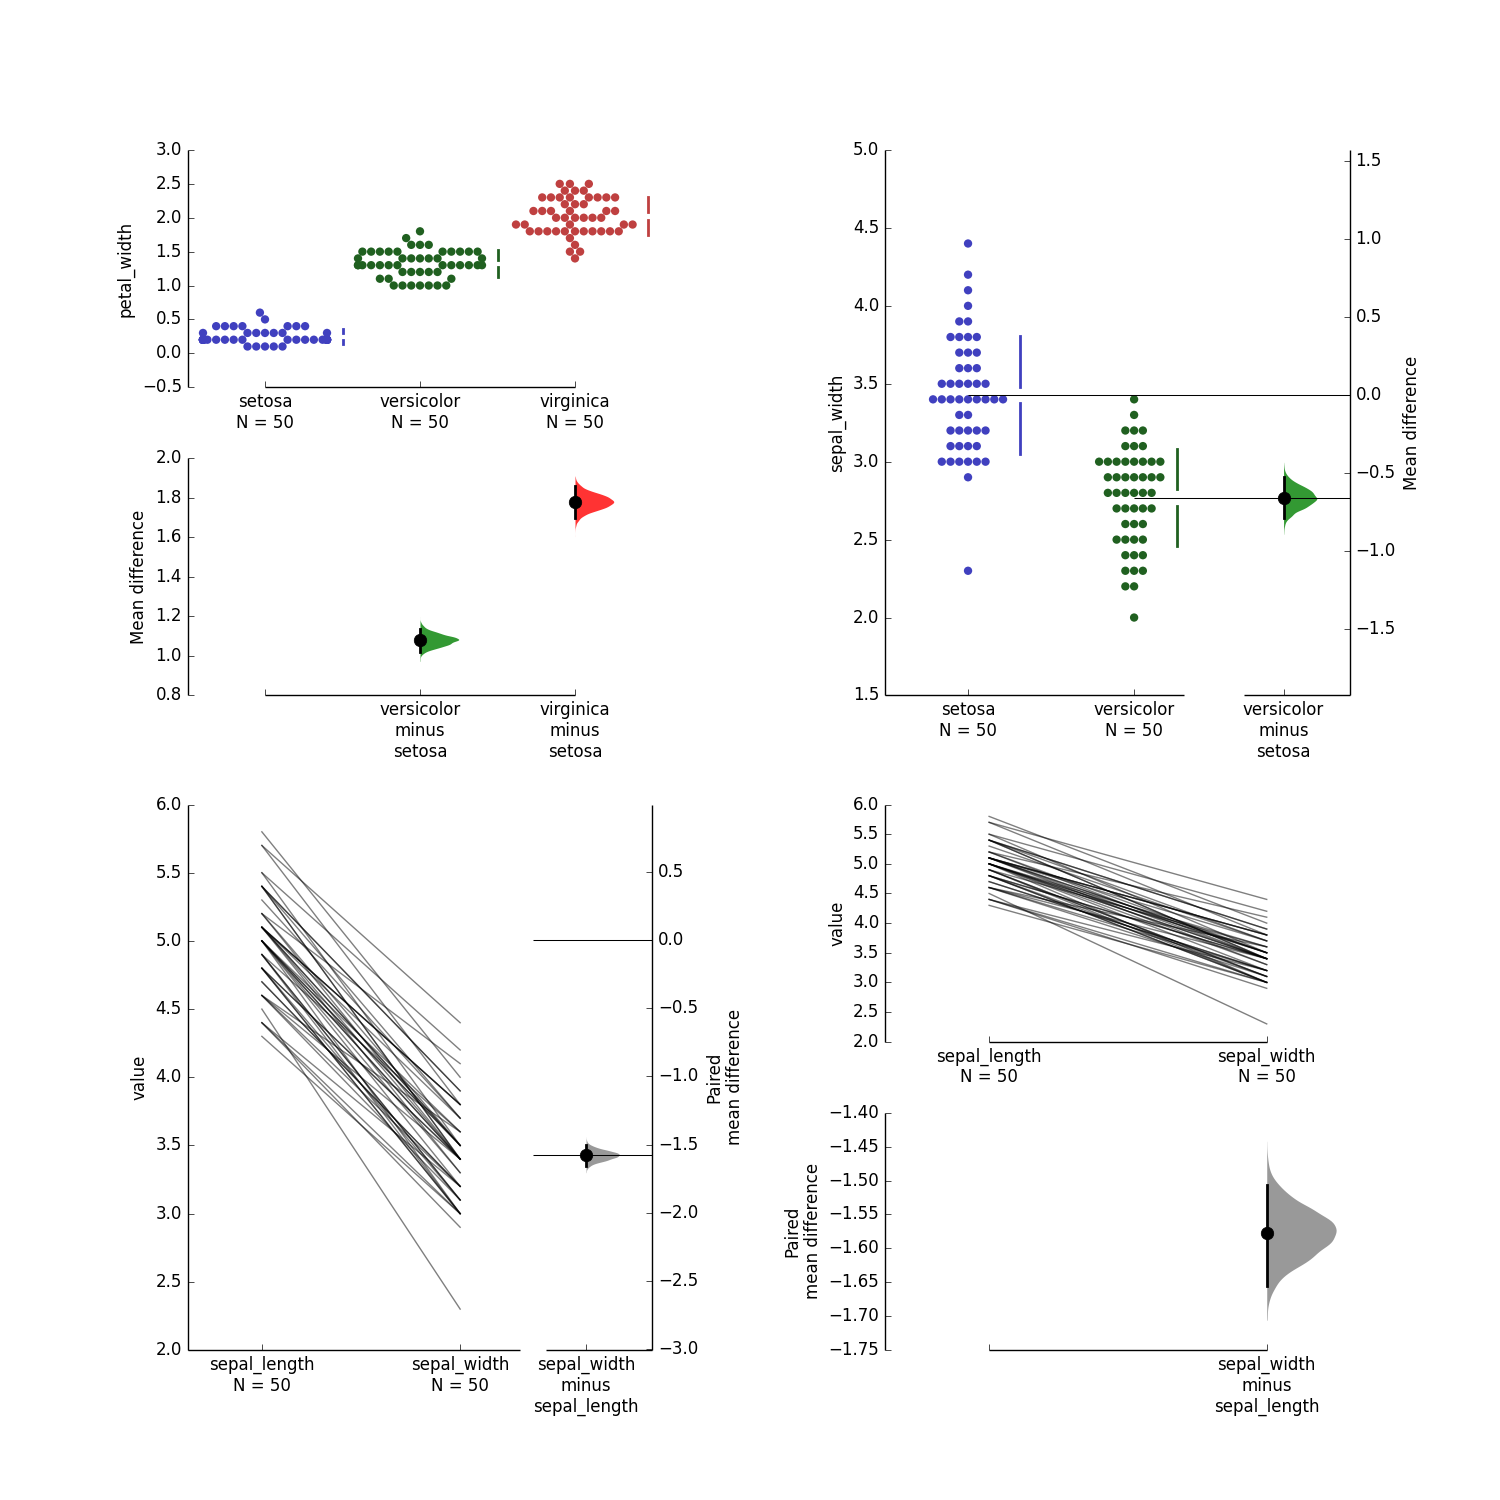 3.0
2.5
2.0
1.5
1.0
0.5
0.0
−0.5
petal_width
setosa
N = 50
versicolor
N = 50
virginica
N = 50
2.0
1.8
1.6
1.4
1.2
1.0
0.8
Mean difference
versicolor
minus
setosa
virginica
minus
setosa
5.0
4.5
4.0
3.5
3.0
2.5
2.0
1.5
sepal_width
setosa
N = 50
versicolor
N = 50
versicolor
minus
setosa
1.5
1.0
0.5
0.0
−0.5
−1.0
−1.5
Mean difference
6.0
5.5
5.0
4.5
4.0
3.5
3.0
2.5
2.0
value
sepal_length
N = 50
sepal_width
N = 50
sepal_width
minus
sepal_length
0.5
0.0
−0.5
−1.0
−1.5
−2.0
−2.5
−3.0
Paired
mean difference
6.0
5.5
5.0
4.5
4.0
3.5
3.0
2.5
2.0
value
sepal_length
N = 50
sepal_width
N = 50
−1.40
−1.45
−1.50
−1.55
−1.60
−1.65
−1.70
−1.75
Paired
mean difference
sepal_width
minus
sepal_length